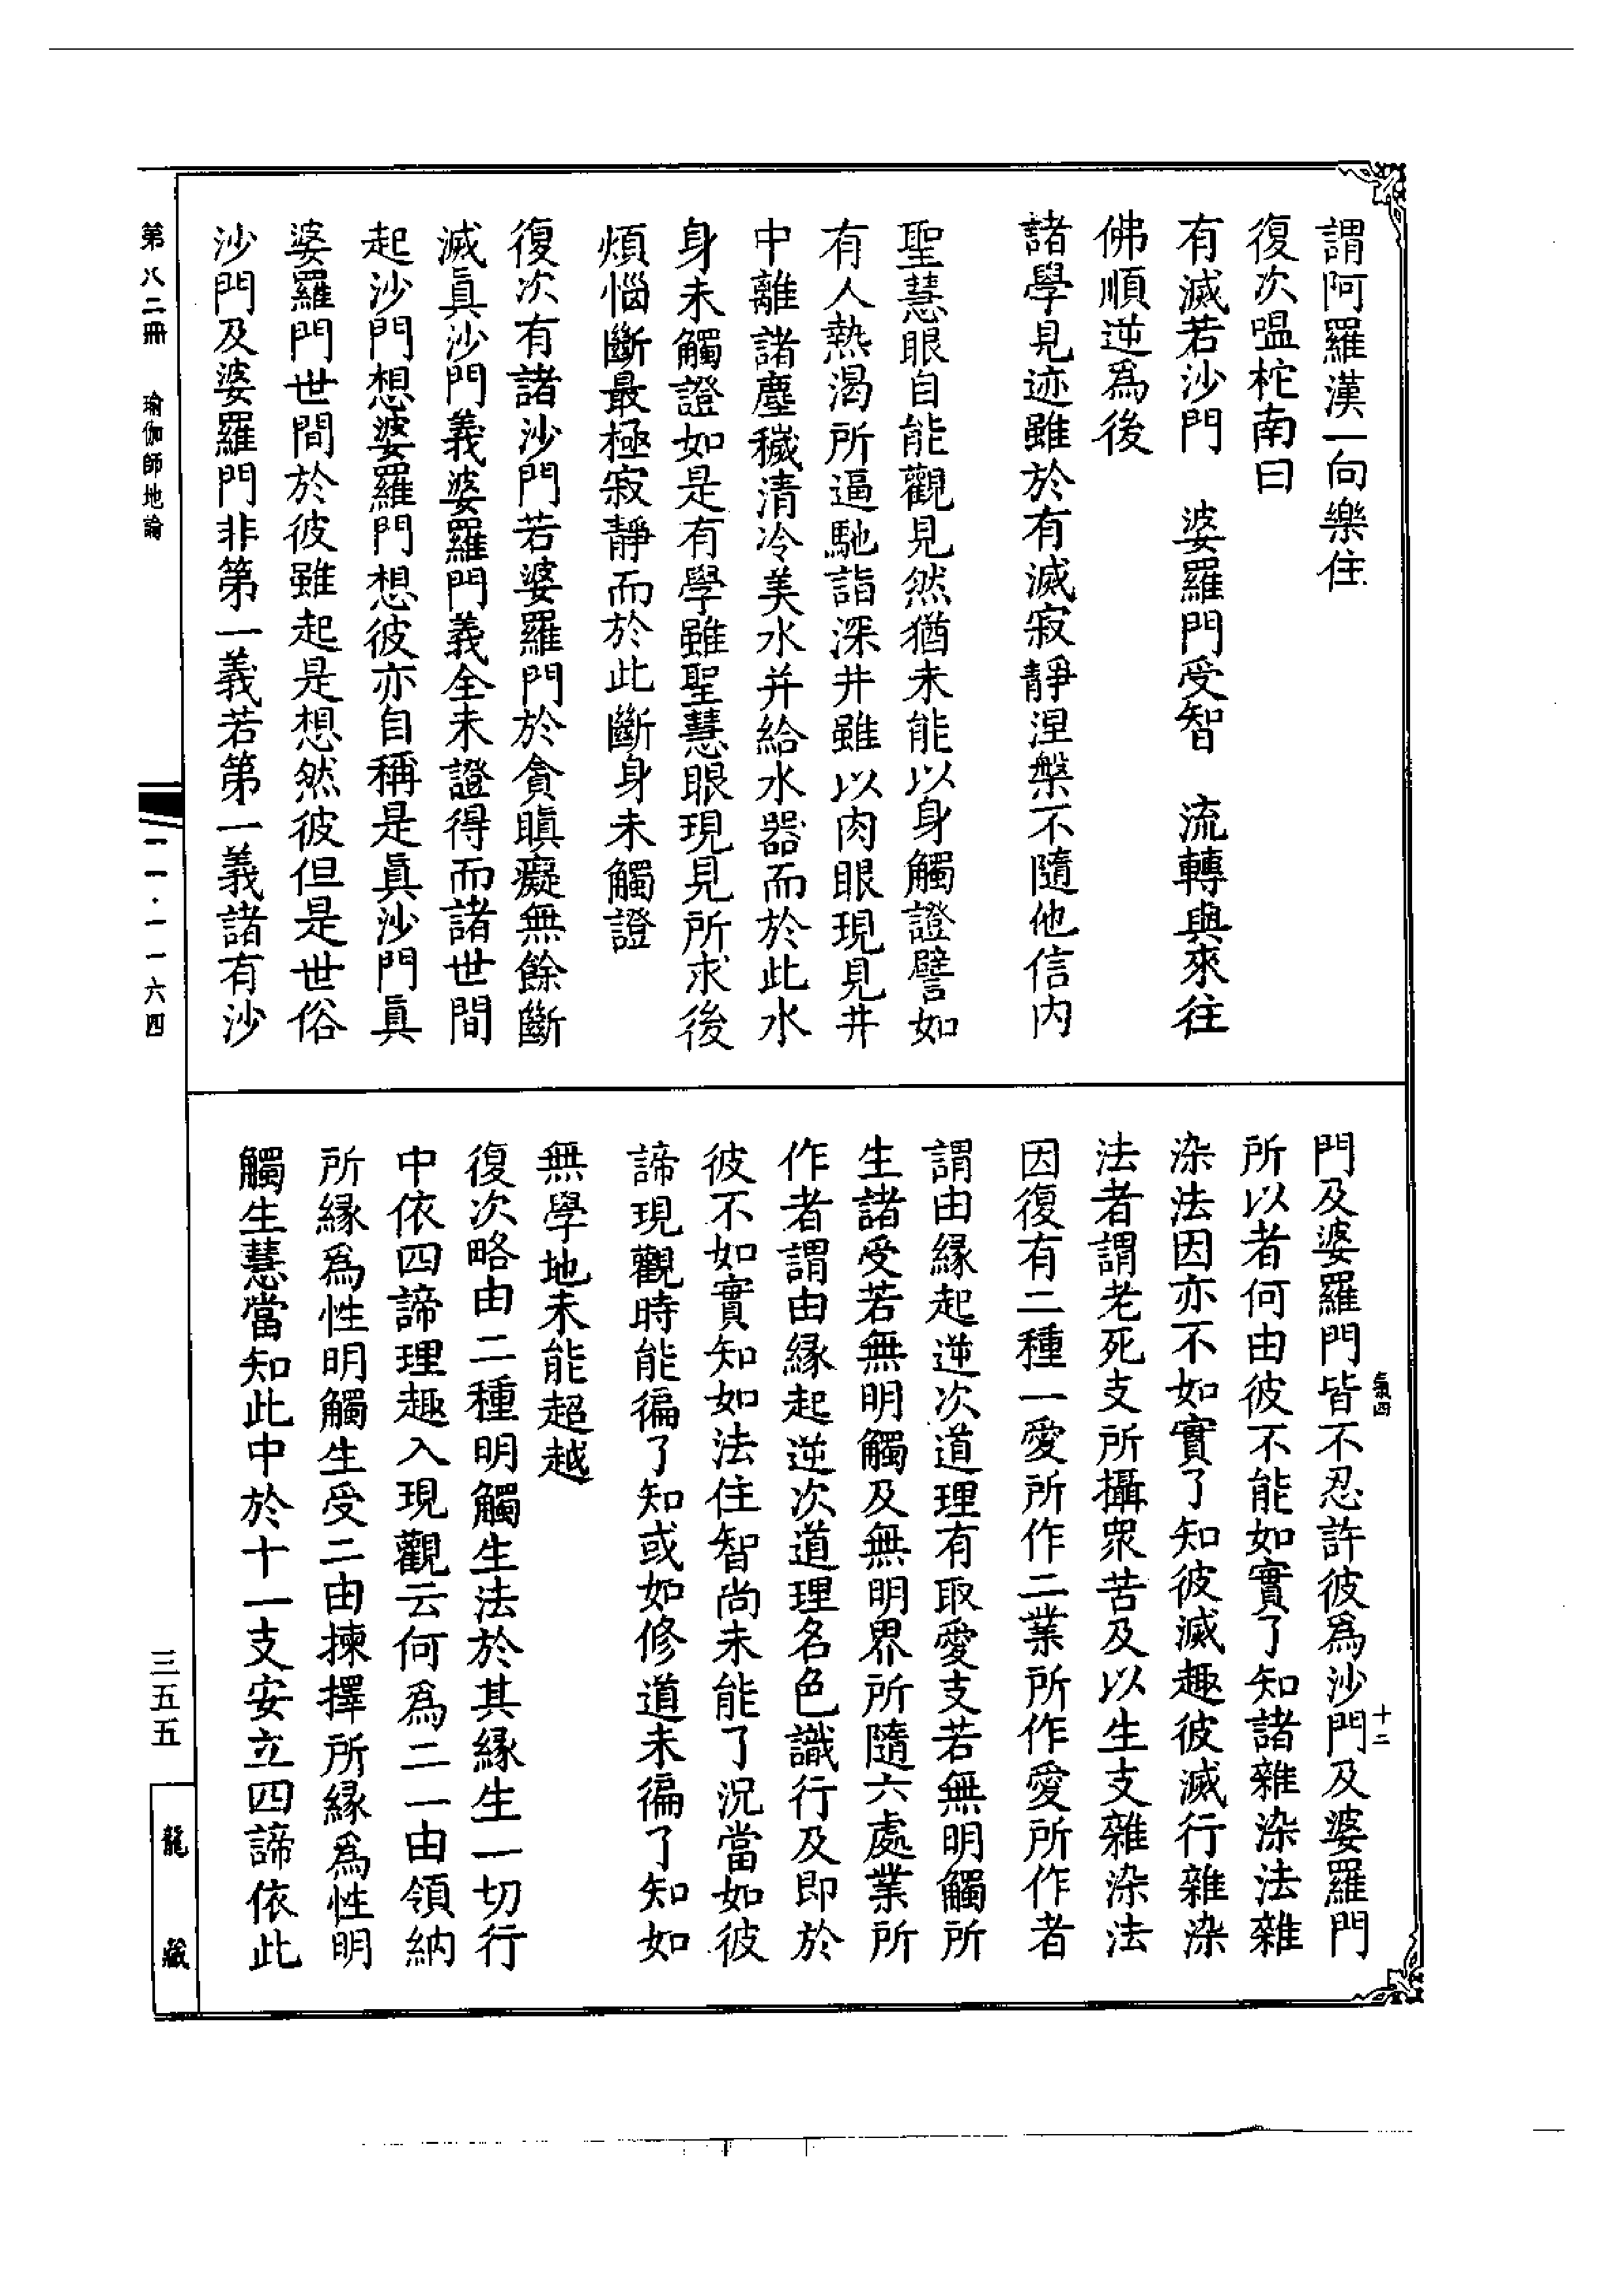 謂阿羅漢一向樂住
復次嗢柁南曰
有滅若沙門　婆羅門受智　流轉與來往
佛順逆爲後
諸學見迹雖於有滅寂靜涅槃不隨他信內
聖慧眼自能觀見然猶未能以身觸證譬如
有人熱渴所逼馳詣深井雖以肉眼現見井
中離諸塵穢清冷美水并給水器而於此水
身未觸證如是有學雖聖慧眼現見所求後
煩惱斷最極寂靜而於此斷身未觸證
復次有諸沙門若婆羅門於貪瞋癡無餘斷
滅眞沙門義婆羅門義全未證得而諸世間
起沙門想婆羅門想彼亦自稱是眞沙門眞
婆羅門世間於彼雖起是想然彼但是世俗
沙門及婆羅門非第一義若第一義諸有沙
門及婆羅門皆不忍許彼爲沙門及婆羅門
所以者何由彼不能如實了知諸雜染法雜
染法因亦不如實了知彼滅趣彼滅行雜染
法者謂老死支所攝衆苦及以生支雜染法
因復有二種一愛所作二業所作愛所作者
謂由緣起逆次道理有取愛支若無明觸所
生諸受若無明觸及無明界所隨六處業所
作者謂由緣起逆次道理名色識行及即於
彼不如實知如法住智尚未能了況當如彼
諦現觀時能徧了知或如修道未徧了知如
無學地未能超越
復次略由二種明觸生法於其緣生一切行
中依四諦理趣入現觀云何爲二一由領納
所緣爲性明觸生受二由揀擇所緣爲性明
觸生慧當知此中於十一支安立四諦依此
氣四
十二
第八二冊　瑜伽師地論
一一·一一六四
三五五
龍藏